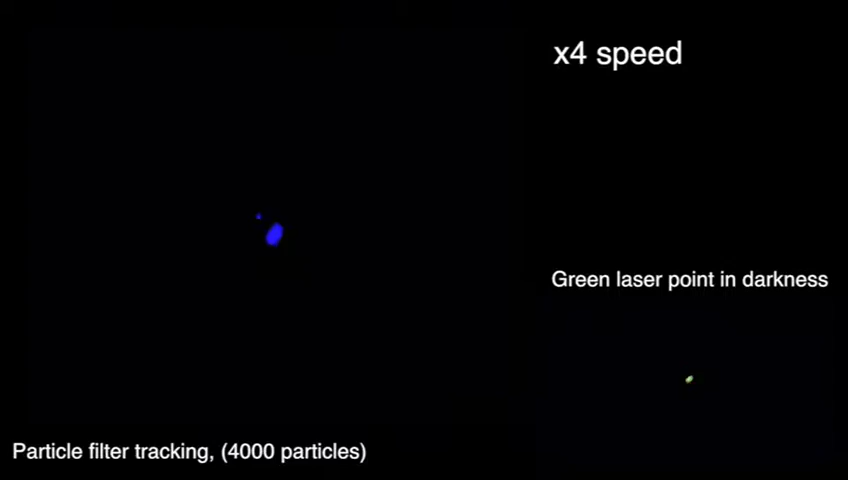 x4 speed
Green laser point in darkness
Particle filter tracking, (4000 particles)